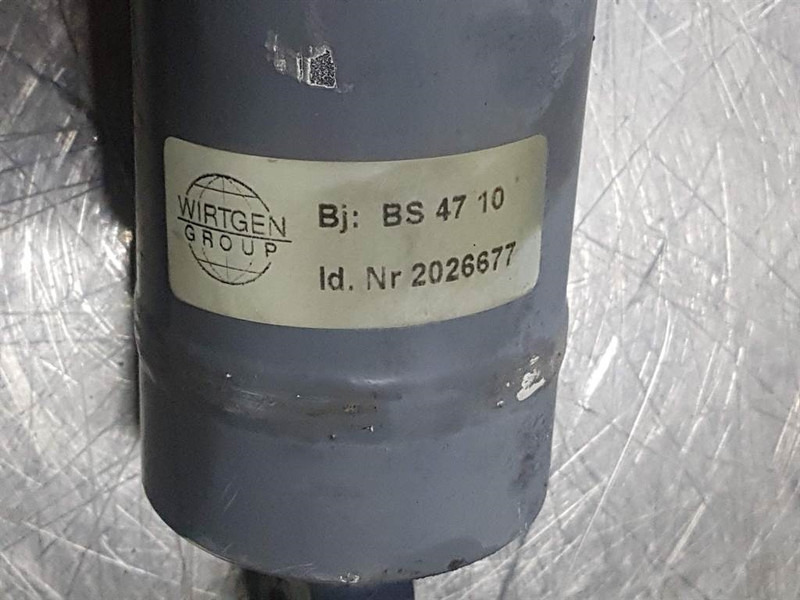 WIRTGEN
GROUP
Bj: BS 47 10
Id. Nr 2026677